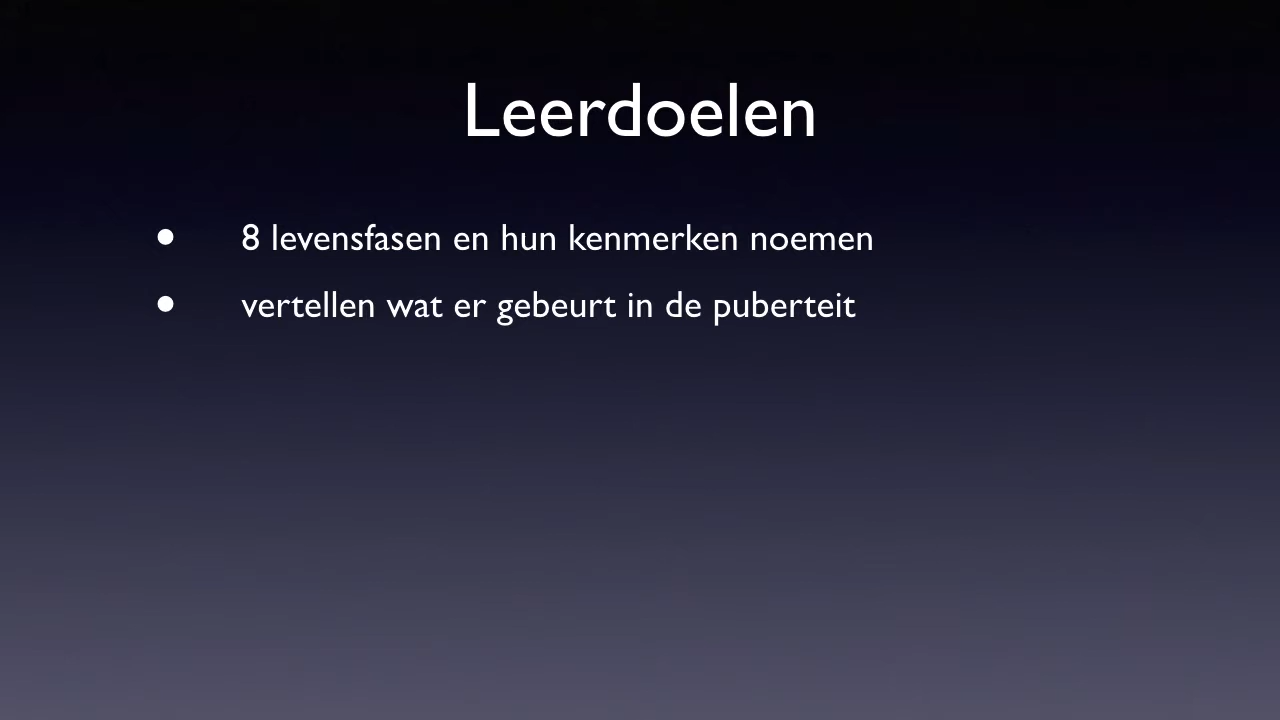 Leerdoelen
• 8 levensfasen en hun kenmerken noemen
• vertellen wat er gebeurt in de puberteit